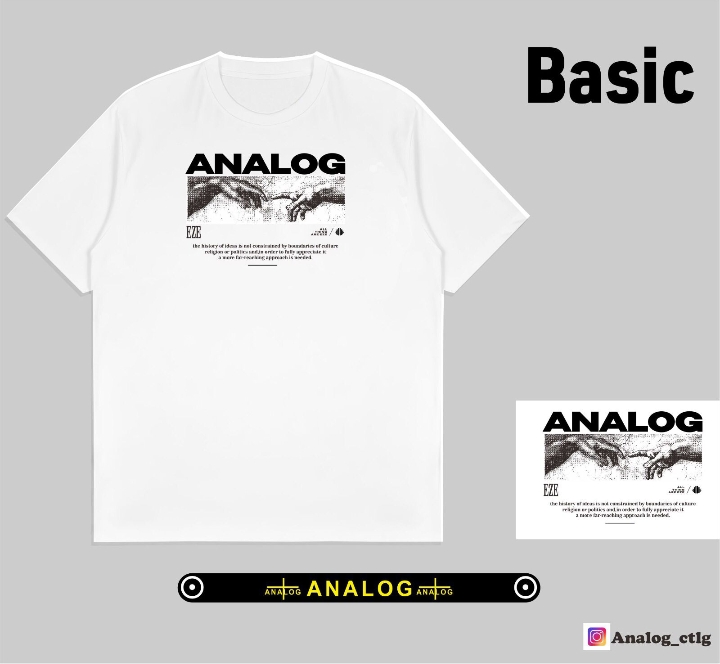 Basic
ANALOG
EZE
the history of ideas is not constrained by boundaries of culture
religion or politics and,in order to fully appreciate it
a more far-reaching approach is needed.
ANALOG
EZE
the history of ideas is not constrained by boundaries of culture
religion or politics and,in order to fully appreciate it
a more far-reaching approach is needed.
ANALOG ANALOG ANALOG
Analog_ctlg